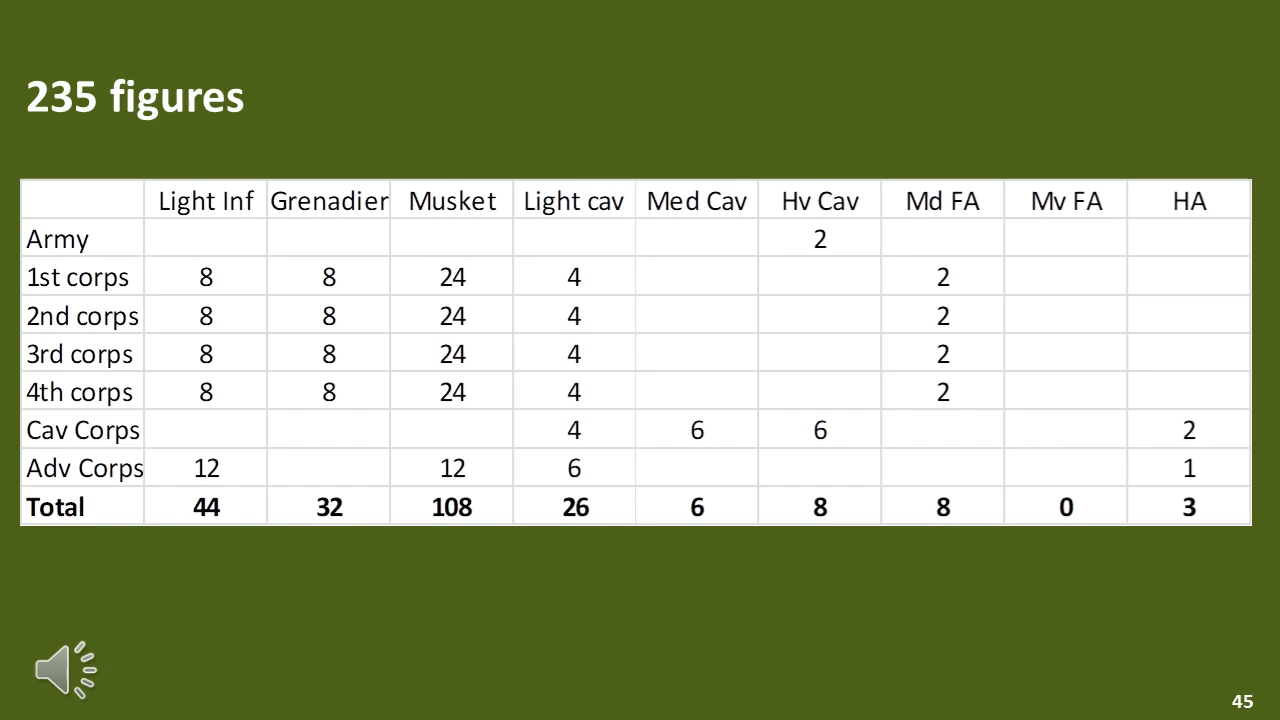 235 figures
Light Inf Grenadier Musket Light cav Med Cav Hv Cav Md FA Mv FA HA
Army 2
1st corps 8 8 24 4 2
2nd corps 8 8 24 4 2
3rd corps 8 8 24 4 2
4th corps 8 8 24 4 2
Cav Corps 4 6 6 2
Adv Corps 12 12 6 1
Total 44 32 108 26 6 8 8 0 3
45